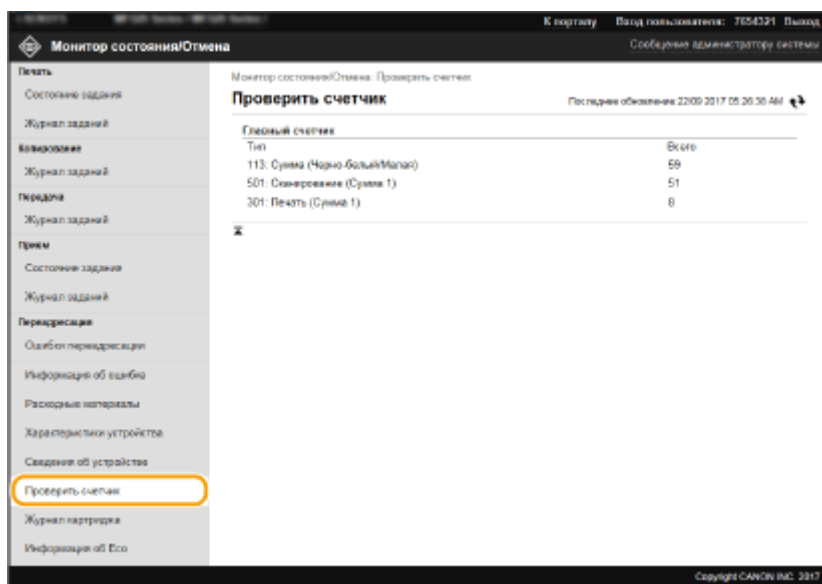 К порталу Вход пользователя: 7654321 Выход
Монитор состояния/Отмена
Сообщение администратору системы
Печать
Состояние задания
Журнал заданий
Копирование
Журнал заданий
Передача
Журнал заданий
Прием
Состояние задания
Журнал заданий
Переадресация
Ошибки переадресации
Информация об ошибке
Расходные материалы
Характеристики устройства
Сведения об устройстве
Проверить счетчик
Журнал картриджа
Информация об Eco
Монитор состояния/Отмена: Проверить счетчик
Проверить счетчик
Последнее обновление 22/09 2017 05:26:36 AM
Главный счетчик
Тип Всего
113: Сумма (Черно-белый/Малая) 59
501: Сканирование (Сумма 1) 51
301: Печать (Сумма 1) 8
Copyright CANON INC. 2017